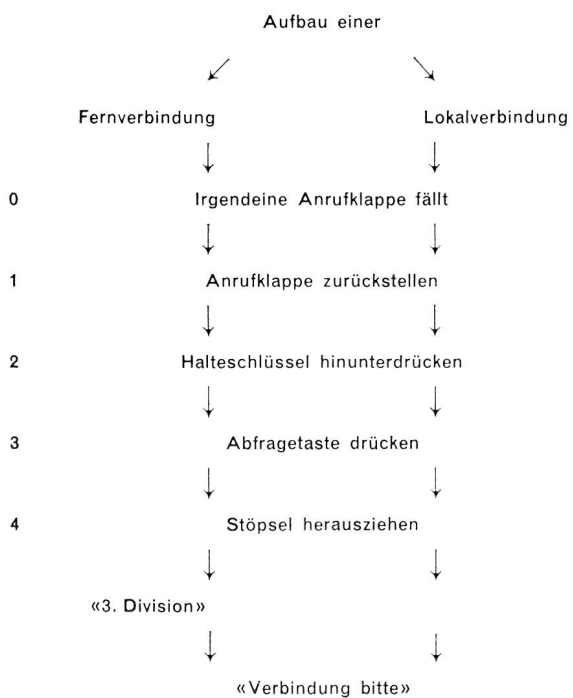 Aufbau einer
Fernverbindung Lokalverbindung
0 Irgendeine Anrufklappe fällt
1 Anrufklappe zurückstellen
2 Halteschlüssel hinunterdrücken
3 Abfragetaste drücken
4 Stöpsel herausziehen
«3. Division»
«Verbindung bitte»